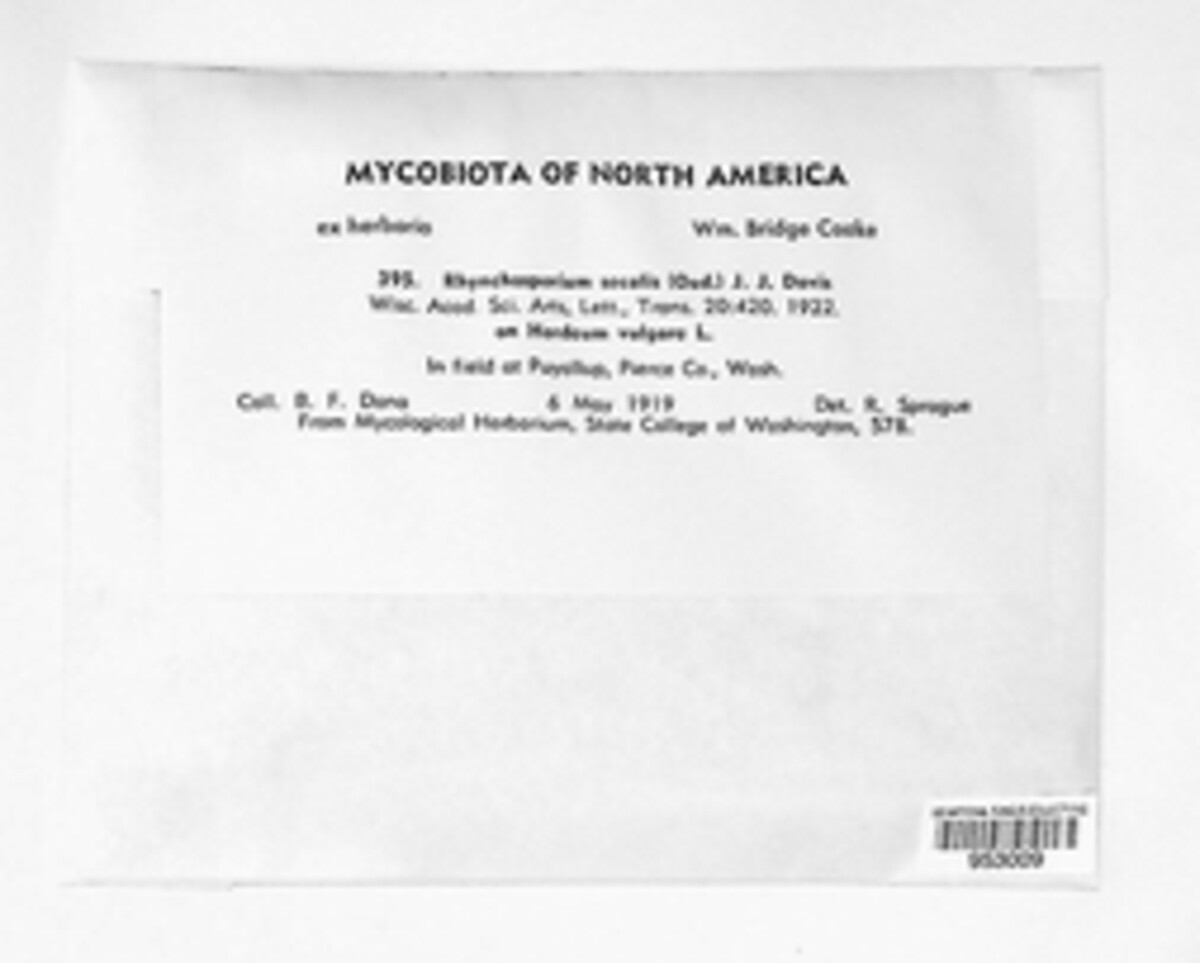 MYCOBIOTA OF NORTH AMERICA
ex herbario Wm. Bridge Cooke
395. Rhynchosporium secalis (Oud.) J. J. Davis
Wisc. Acad. Sci. Arts, Lett., Trans. 20:420. 1922.
on Hordeum vulgare L.
In field at Puyallup, Pierce Co., Wash.
Coll. B. F. Dana 6 May 1919 Det. R. Sprague
From Mycological Herbarium, State College of Washington, 578.
953009